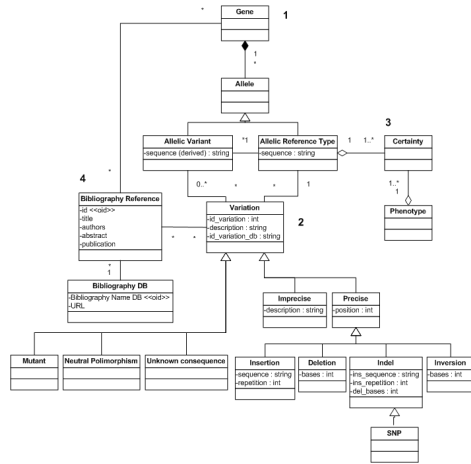 Gene
1
*
1
*
Allele
3
Allelic Variant
-sequence (derived) : string
*1
Allelic Reference Type
-sequence : string
1
1..*
Certainty
4
0..*
*
*
1
1..*
1
Phenotype
*
Bibliography Reference
-id <<oid>>
-title
-authors
-abstract
-publication
*
*
Variation
-id_variation : int
-description : string
-id_variation_db : string
2
*
1
Bibliography DB
-Bibliography Name DB <<oid>>
-URL
Imprecise
-description : string
Precise
-position : int
Mutant
Neutral Polimorphism
Unknown consequence
Insertion
-sequence : string
-repetition : int
Deletion
-bases : int
Indel
-ins_sequence : string
-ins_repetition : int
-del_bases : int
Inversion
-bases : int
SNP